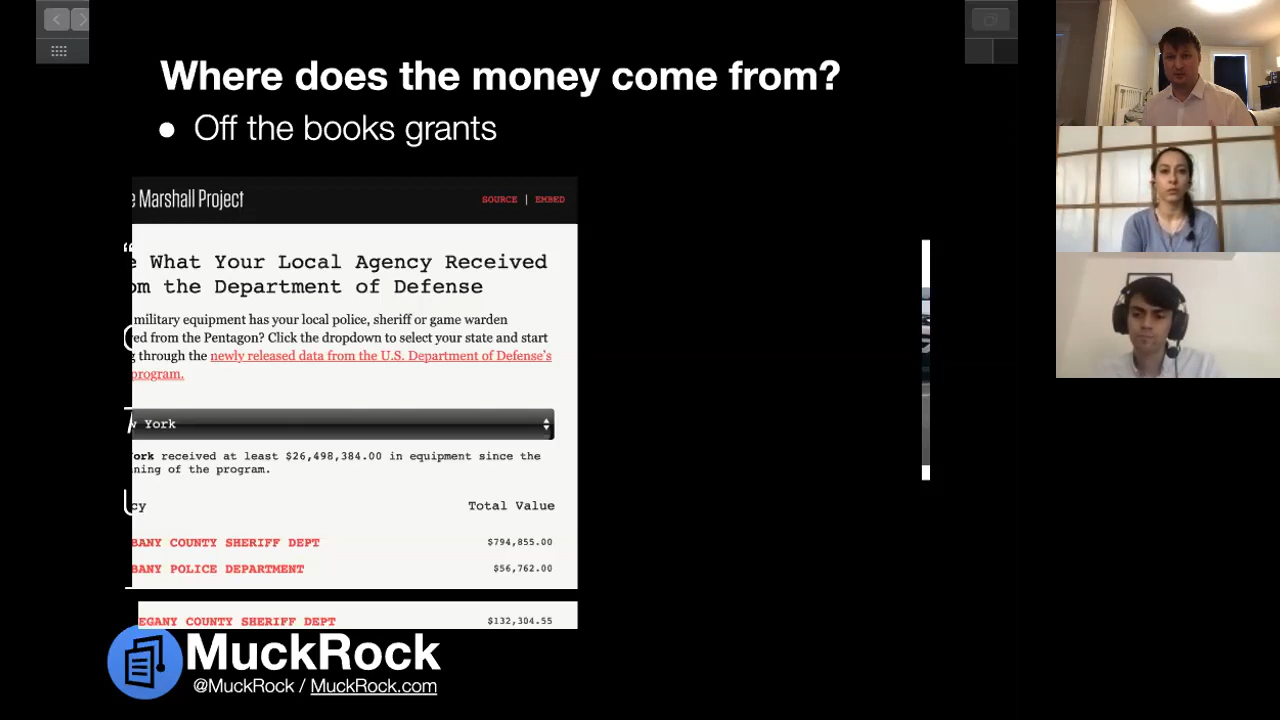 Where does the money come from?
● Off the books grants
e Marshall Project
SOURCE | EMBED
e What Your Local Agency Received
om the Department of Defense
military equipment has your local police, sheriff or game warden
ed from the Pentagon? Click the dropdown to select your state and start
g through the newly released data from the U.S. Department of Defense's
program.
w York
ork received at least $26,498,384.00 in equipment since the
ning of the program.
cy Total Value
BANY COUNTY SHERIFF DEPT $794,855.00
BANY POLICE DEPARTMENT $56,762.00
EGANY COUNTY SHERIFF DEPT $132,304.55
MuckRock
@MuckRock / MuckRock.com